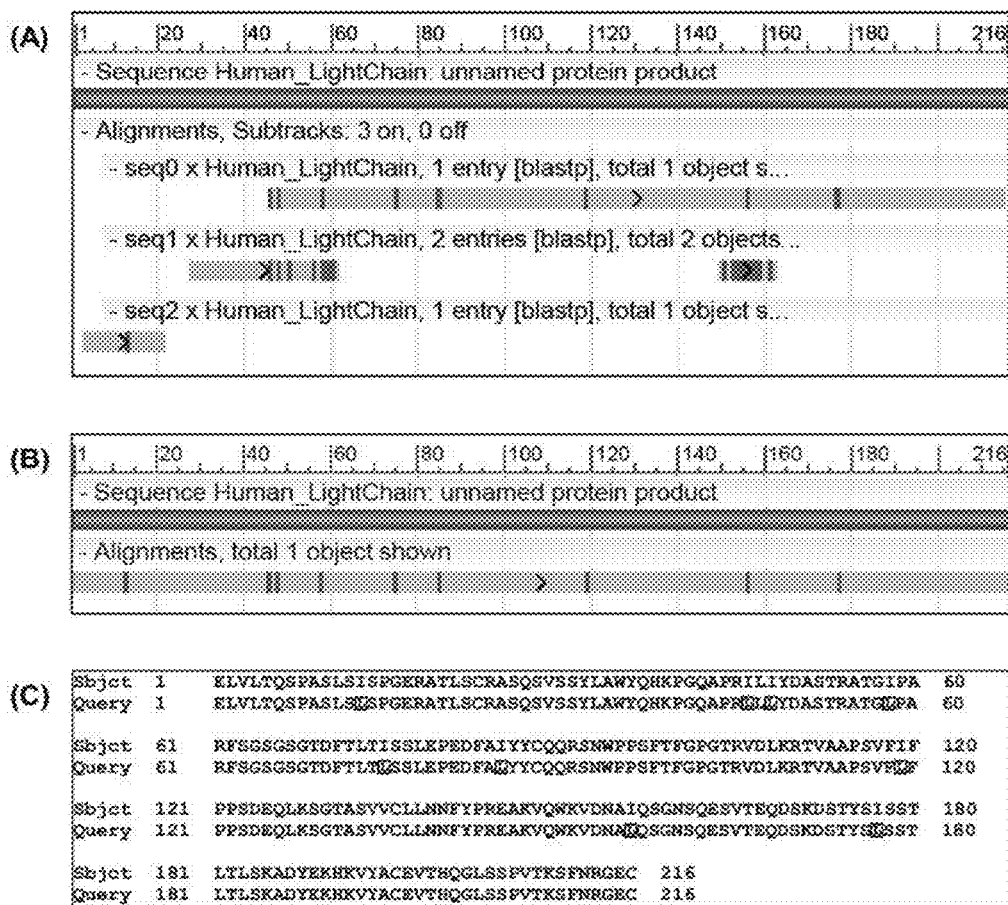 (A)
1 20 40 60 80 100 120 140 160 180 216
- Sequence Human_LightChain: unnamed protein product
- Alignments, Subtracks: 3 on, 0 off
- seq0 x Human_LightChain, 1 entry [blastp], total 1 object s...
- seq1 x Human_LightChain, 2 entries [blastp], total 2 objects...
- seq2 x Human_LightChain, 1 entry [blastp], total 1 object s...
(B)
1 20 40 60 80 100 120 140 160 180 216
- Sequence Human_LightChain: unnamed protein product
- Alignments, total 1 object shown
(C)
Sbjct 1 ELVLTQSPASLSISPGERATLSCRASQSVSSYLAWYQHKPGQAPRILIYDASTRATGIPA 60
Query 1 ELVLTQSPASLSLSPGERATLSCRASQSVSSYLAWYQHKPGQAPRLLLYDASTRATGLPA 60
Sbjct 61 RFSGSGSGTDFTLTISSLEPEDFAIYYCQQRSNWPPSFTFGPGTRVDLKRTVAAPSVFIF 120
Query 61 RFSGSGSGTDFTLTLSSLEPEDFALYYCQQRSNWPPSFTFGPGTRVDLKRTVAAPSVFLF 120
Sbjct 121 PPSDEQLKSGTASVVCLLNNFYPREAKVQWKVDNAIQSGNSQESVTEQDSKDSTYSISST 180
Query 121 PPSDEQLKSGTASVVCLLNNFYPREAKVQWKVDNALQSGNSQESVTEQDSKDSTYSLSST 180
Sbjct 181 LTLSKADYEKHKVYACEVTHQGLSSPVTKSFNRGEC 216
Query 181 LTLSKADYEKHKVYACEVTHQGLSSPVTKSFNRGEC 216